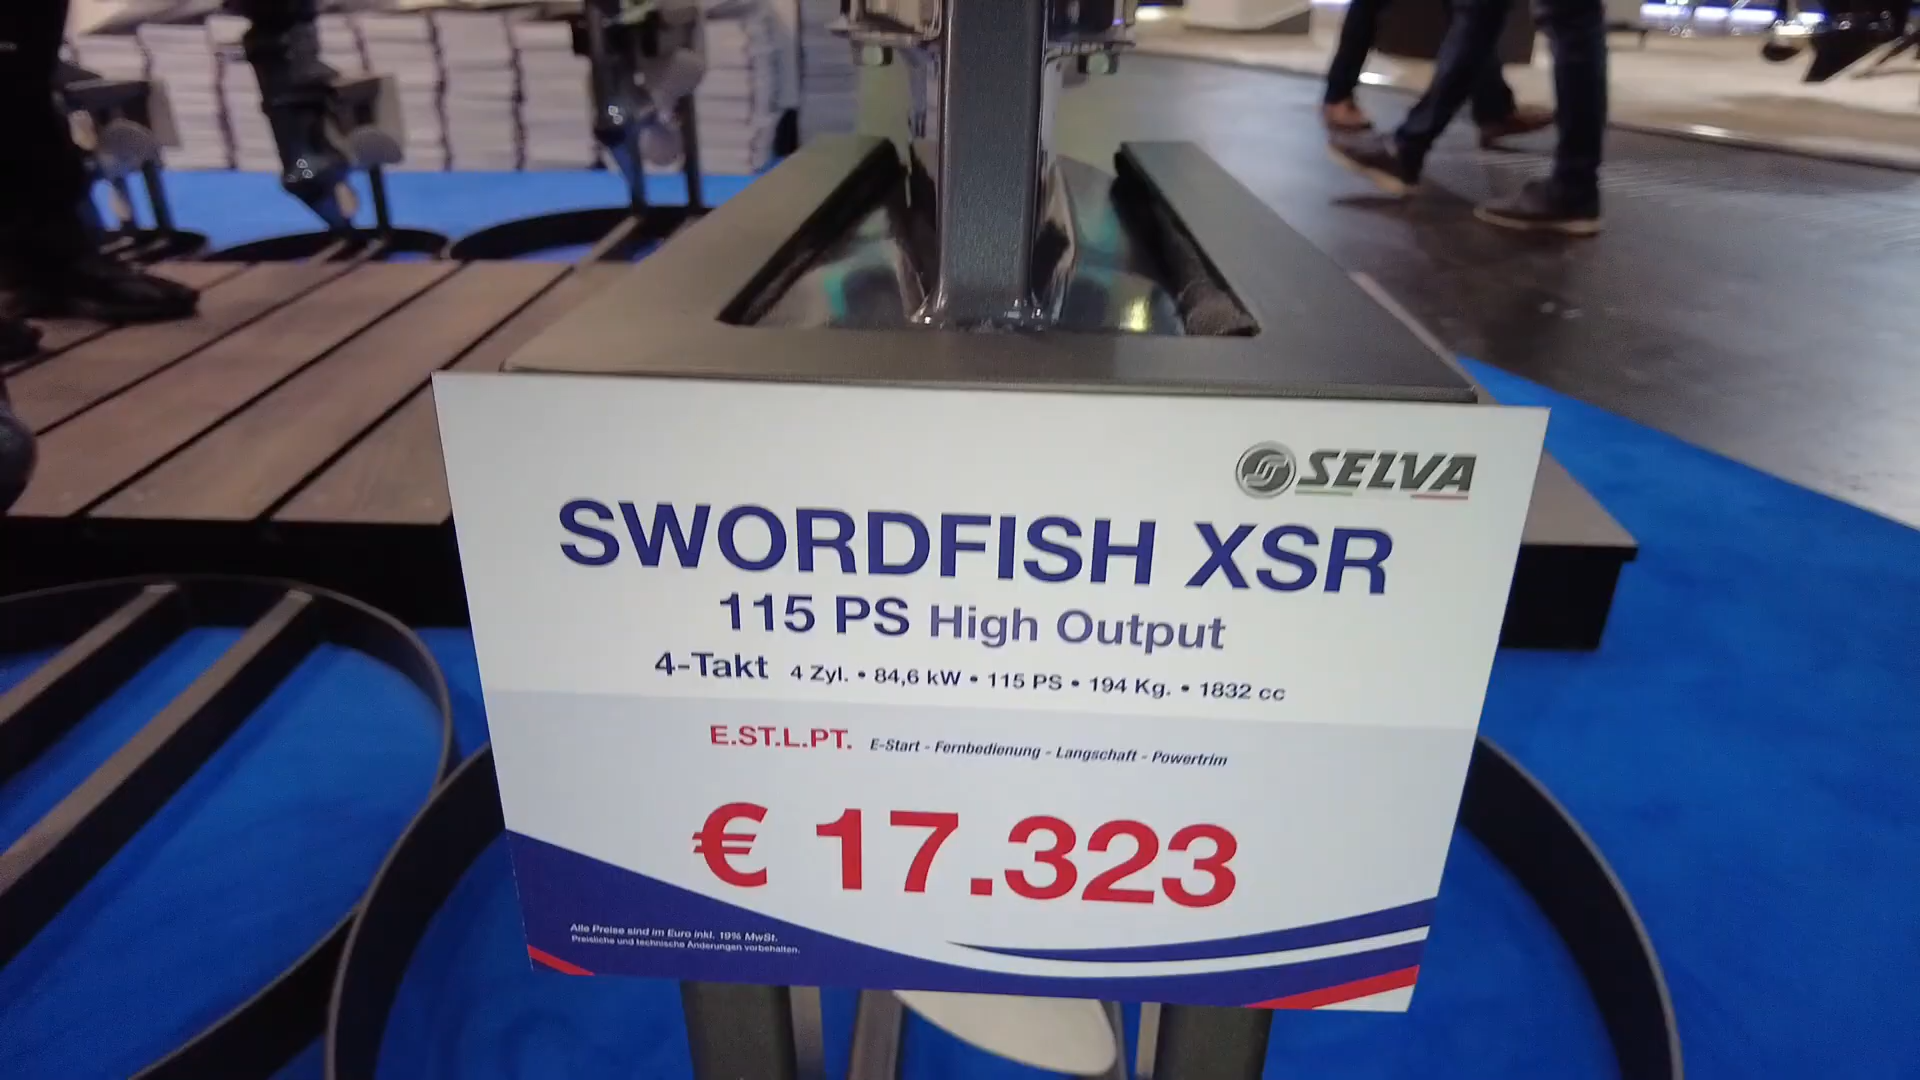 SELVA
SWORDFISH XSR
115 PS High Output
4-Takt 4 Zyl. • 84,6 kW • 115 PS • 194 Kg. • 1832 cc
E.ST.L.PT. E-Start - Fernbedienung - Langschaft - Powertrim
€ 17.323
Alle Preise sind im Euro inkl. 19% MwSt.
Preisliche und technische Änderungen vorbehalten.